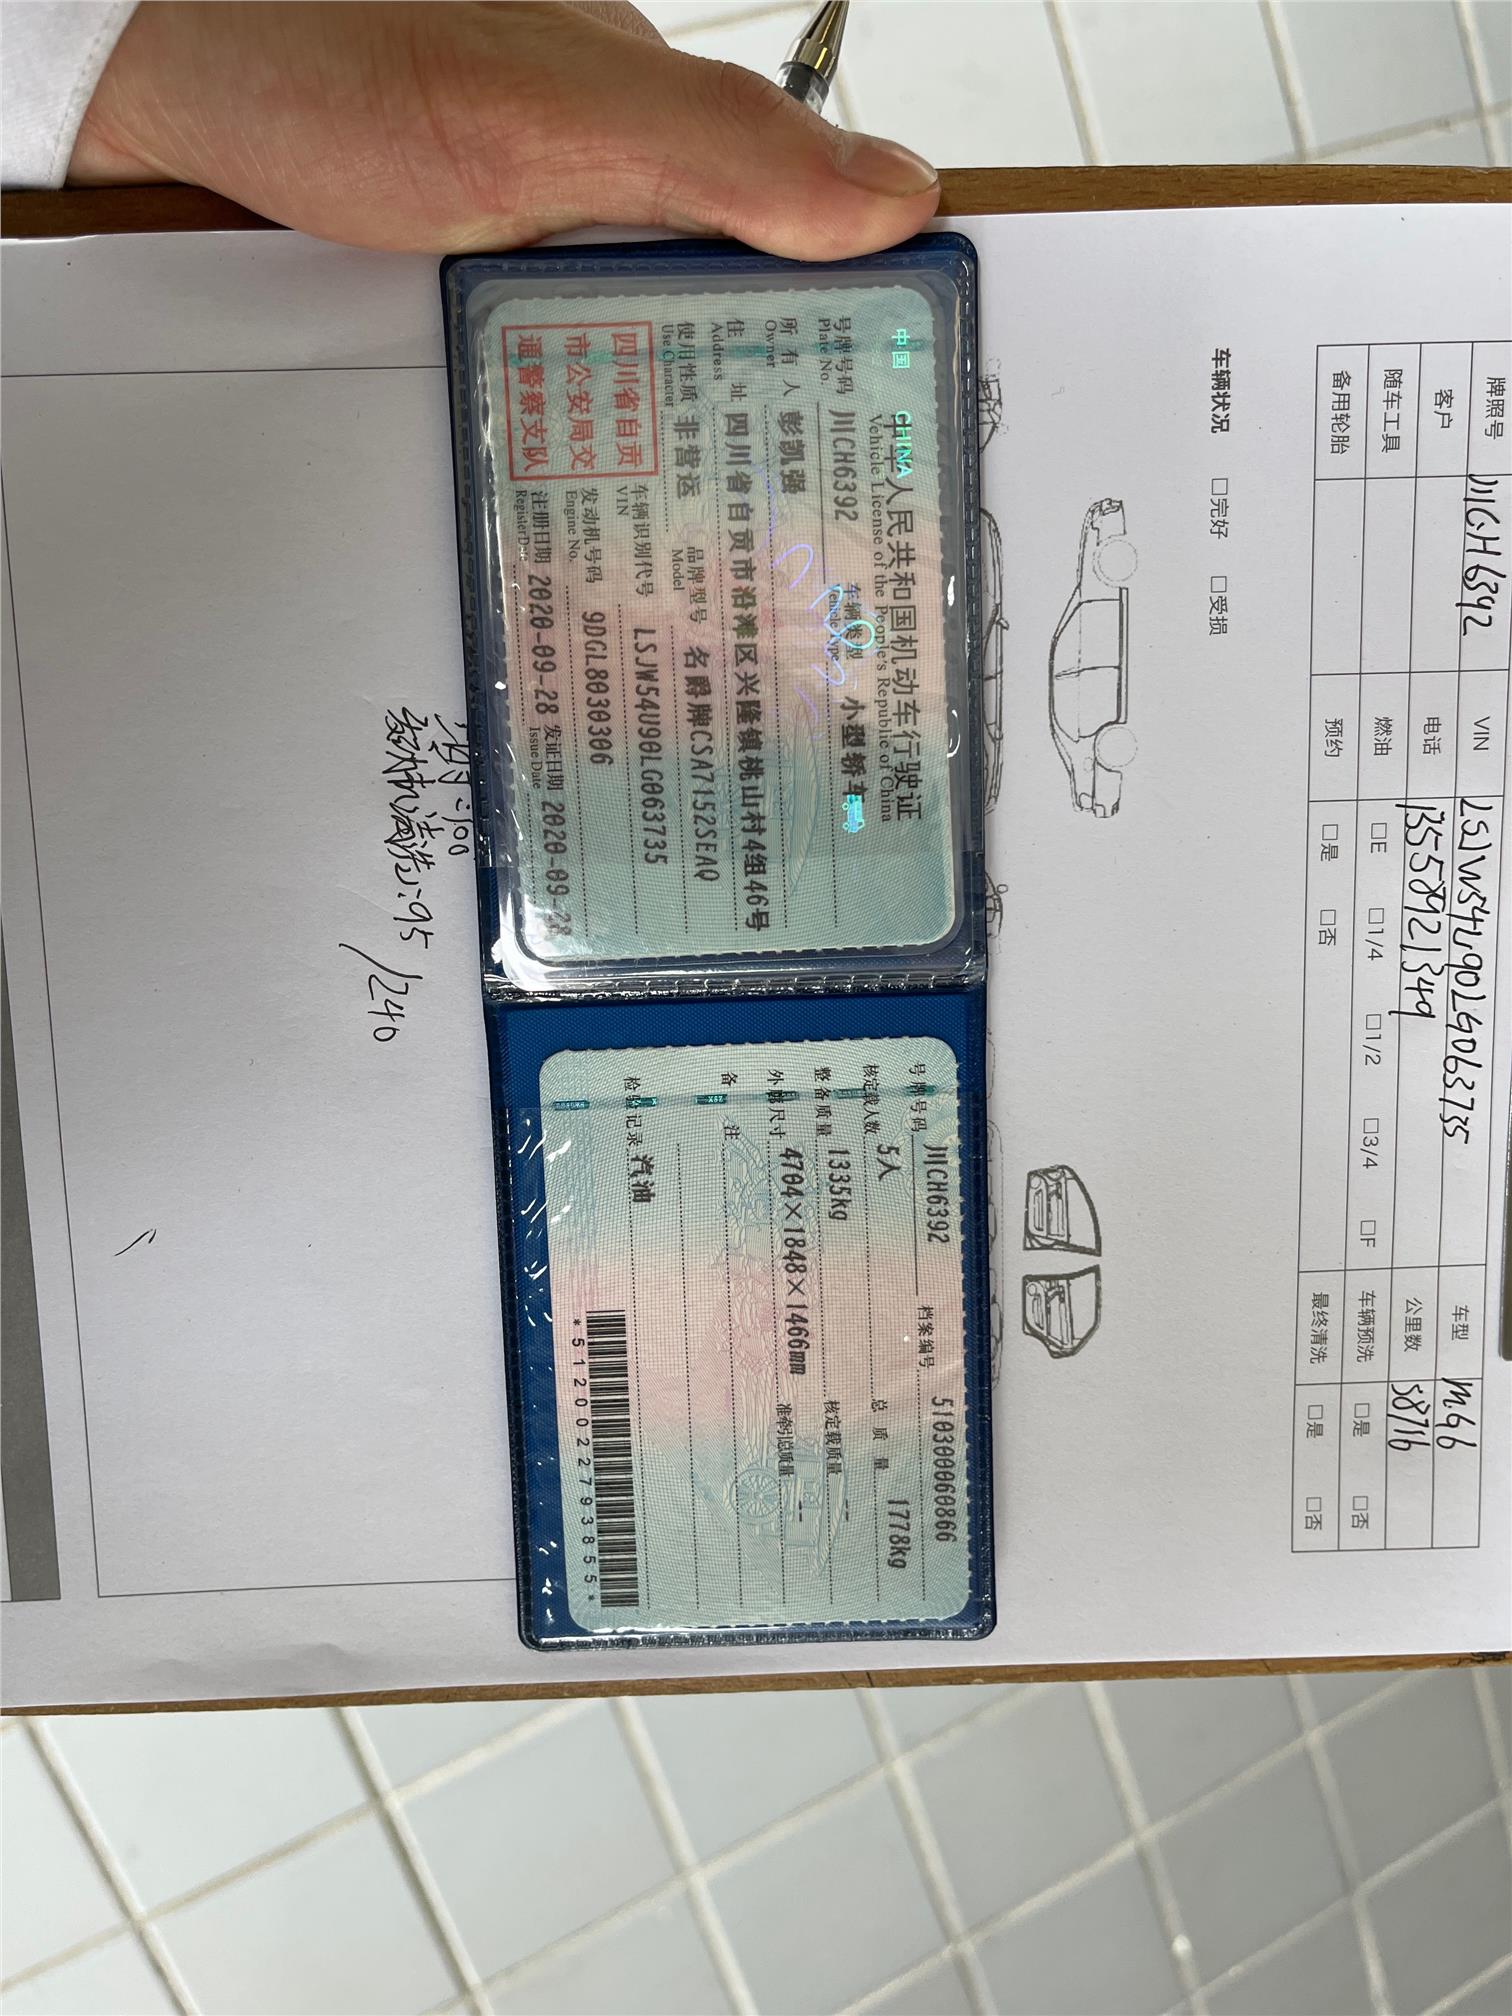 牌照号 川CH6392 VIN LSJW54U90LG063735 车型 MG6
客户 电话 13558921349 公里数 58716
随车工具 燃油 □E □1/4 □1/2 □3/4 □F 车辆预洗 □是 □否
备用轮胎 预约 □是 □否 最终清洗 □是 □否
车辆状况 □完好 □受损
中国 CHINA
中华人民共和国机动车行驶证
Vehicle License of the People's Republic of China
号牌号码 川CH6392 车辆类型 小型轿车
Plate No. Vehicle Type
所有人 彭凯强
Owner
住址 四川省自贡市沿滩区兴隆镇桃山村4组46号
Address
使用性质 非营运 品牌型号 名爵牌CSA7152SEAQ
Use Character Model
四川省自贡
市公安局交
通警察支队
车辆识别代号 LSJW54U90LG063735
VIN
发动机号码 9DGL8030306
Engine No.
注册日期 2020-09-28 发证日期 2020-09-28
Register Date Issue Date
号牌号码 川CH6392 档案编号 510300060866
核定载人数 5人 总质量 1778kg
整备质量 1335kg 核定载质量 --
外廓尺寸 4704×1848×1466mm 准牵引总质量 --
备注
检验记录 汽油
*5120022793855*
清洗:95
/240